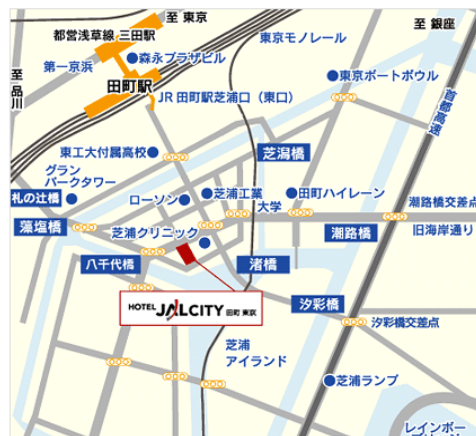 至 東京
至 銀座
都営浅草線 三田駅
森永プラザビル
東京モノレール
第一京浜
至 品川
田町駅
東京ポートボウル
JR 田町駅芝浦口（東口）
首都高速
東工大付属高校
芝潟橋
グラン
パークタワー
札の辻橋
ローソン
芝浦工業
大学
田町ハイレーン
潮路橋交差点
藻塩橋
芝浦クリニック
潮路橋
旧海岸通り
八千代橋
渚橋
汐彩橋
HOTEL JALCITY 田町 東京
汐彩橋交差点
芝浦
アイランド
芝浦ランプ
レインボー